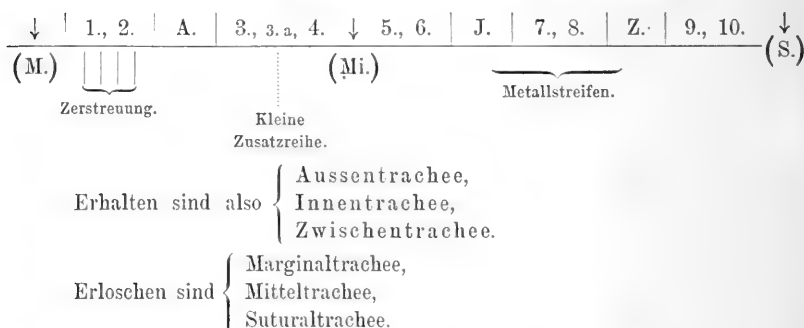 ↓ | 1., 2. | A. | 3., 3. a, 4. ↓ 5., 6. | J. | 7., 8. | Z. | 9., 10. ↓
(M.) (Mi.) (S.)
Zerstreuung. Metallstreifen.
Kleine
Zusatzreihe.
Erhalten sind also { Aussentrachee,
Innentrachee,
Zwischentrachee.
Erloschen sind { Marginaltrachee,
Mitteltrachee,
Suturaltrachee.